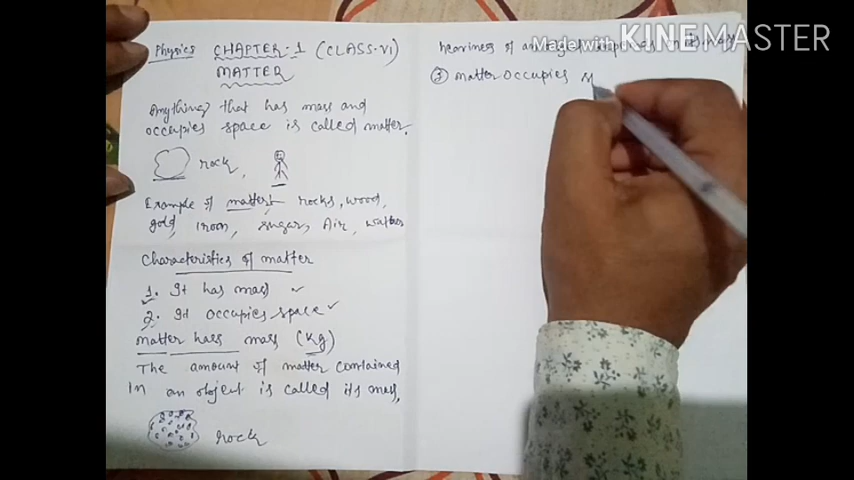 Physics CHAPTER-1 (CLASS-VI)
MATTER
Anything that has mass and
occupies space is called matter.
rock
Example of matter rocks, wood,
gold, Iron, sugar, Air, water
Characteristics of matter
1. It has mass
2. It occupies space
matter hass mass (Kg)
The amount of matter contained
In an object is called its mass.
rock
heaviness of an
② matter occupies
Made with KINEMASTER